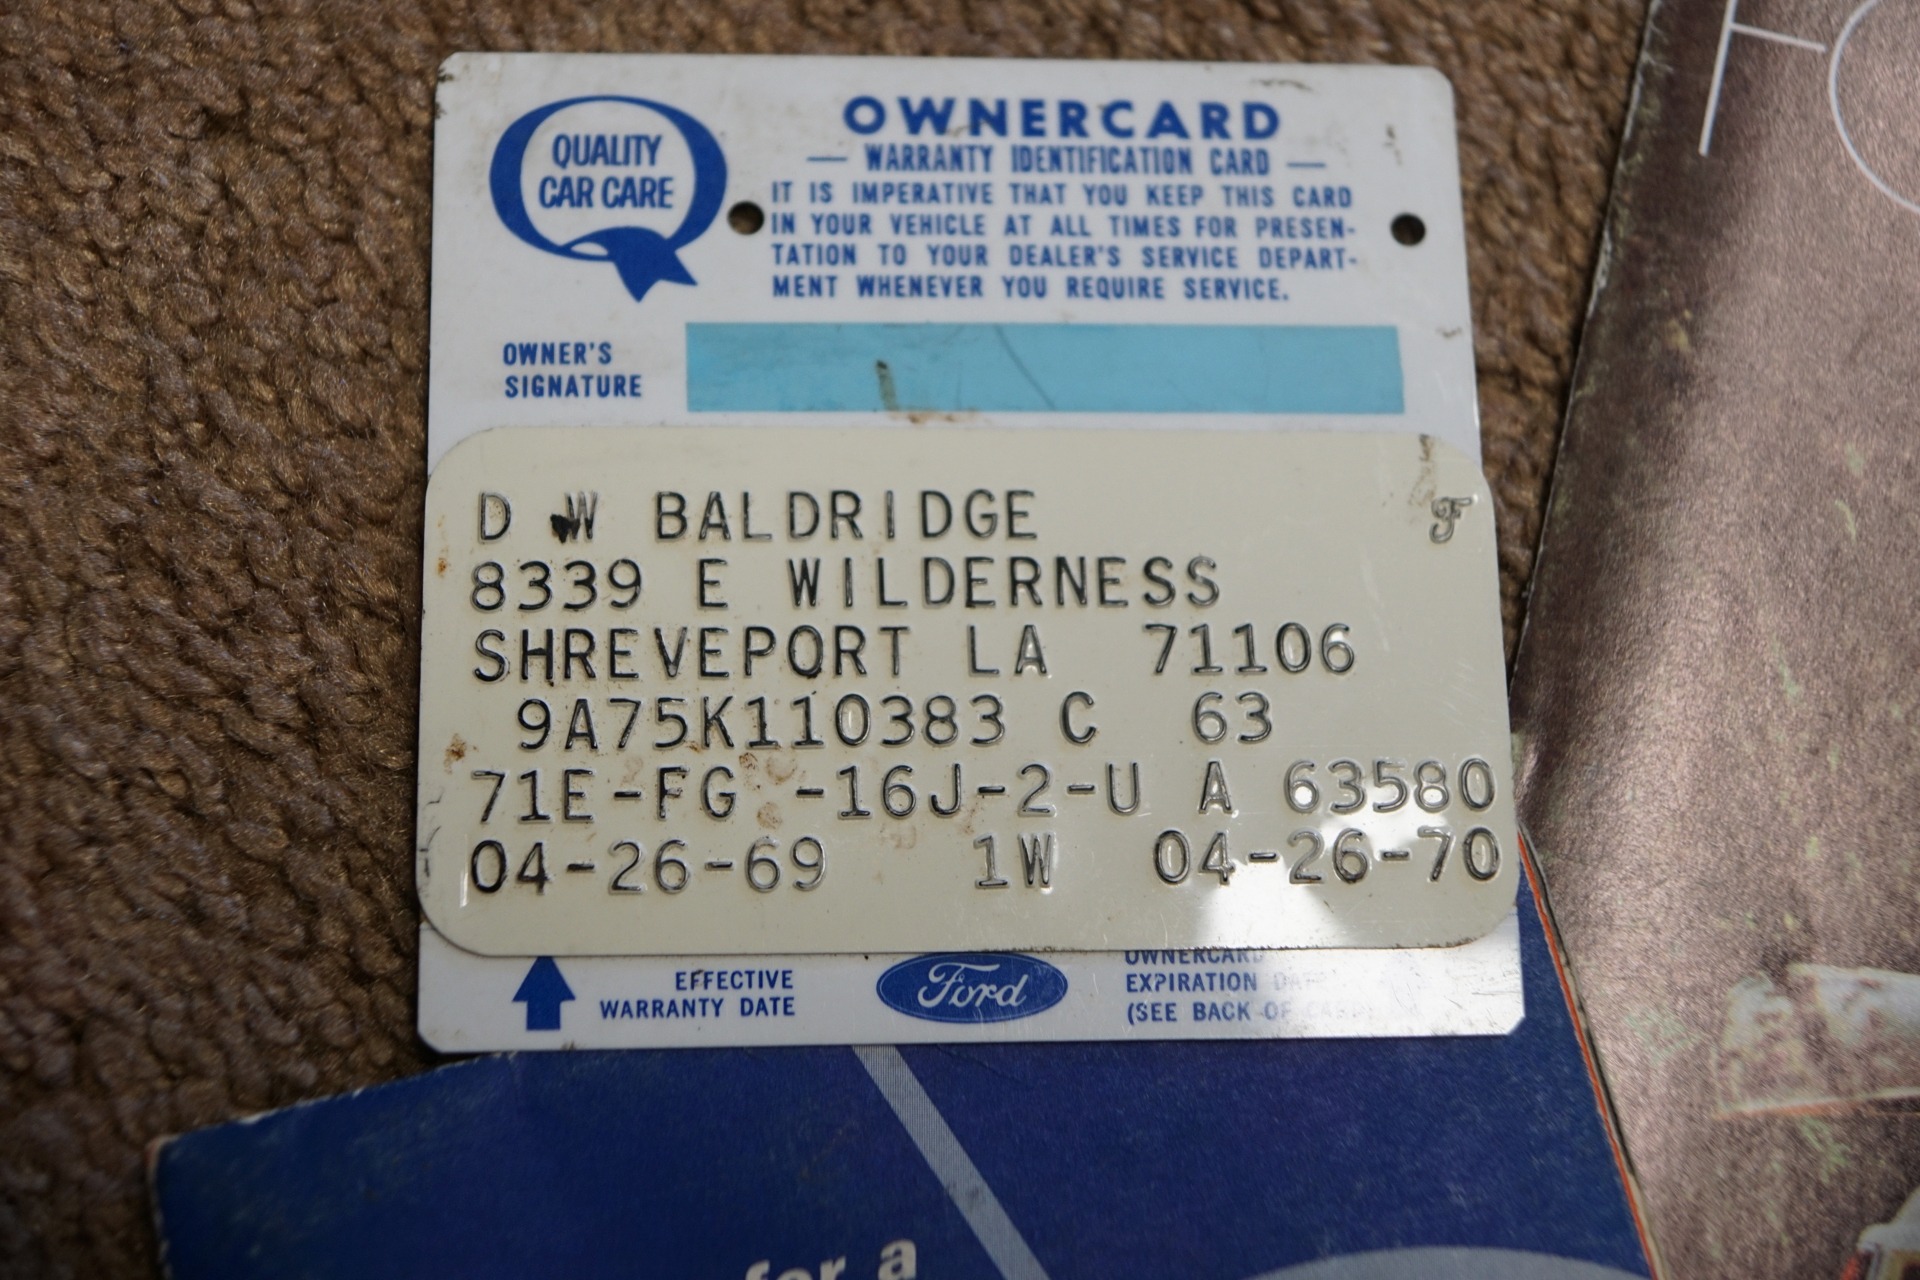 QUALITY
CAR CARE
OWNERCARD
— WARRANTY IDENTIFICATION CARD —
IT IS IMPERATIVE THAT YOU KEEP THIS CARD
IN YOUR VEHICLE AT ALL TIMES FOR PRESEN-
TATION TO YOUR DEALER'S SERVICE DEPART-
MENT WHENEVER YOU REQUIRE SERVICE.
OWNER'S
SIGNATURE
D W BALDRIDGE F
8339 E WILDERNESS
SHREVEPORT LA 71106
9A75K110383 C 63
71E-FG -16J-2-U A 63580
04-26-69 1W 04-26-70
EFFECTIVE
WARRANTY DATE
Ford
OWNERCARD
EXPIRATION DATE
(SEE BACK OF CARD)
for a